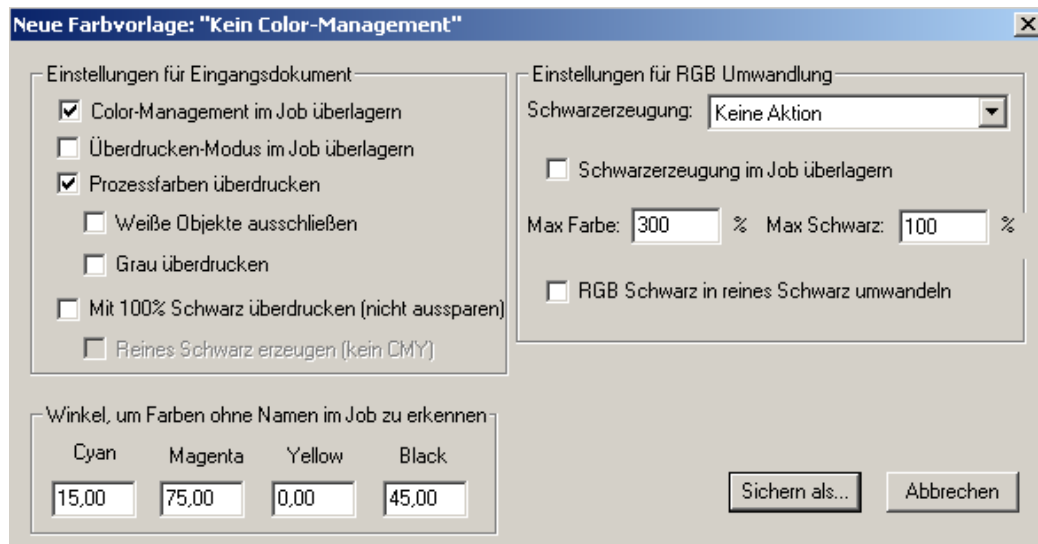 Neue Farbvorlage: "Kein Color-Management"
Einstellungen für Eingangsdokument
Color-Management im Job überlagern
Überdrucken-Modus im Job überlagern
Prozessfarben überdrucken
Weiße Objekte ausschließen
Grau überdrucken
Mit 100% Schwarz überdrucken (nicht aussparen)
Reines Schwarz erzeugen (kein CMY)
Einstellungen für RGB Umwandlung
Schwarzerzeugung: Keine Aktion
Schwarzerzeugung im Job überlagern
Max Farbe: 300 % Max Schwarz: 100 %
RGB Schwarz in reines Schwarz umwandeln
Winkel, um Farben ohne Namen im Job zu erkennen
Cyan Magenta Yellow Black
15,00 75,00 0,00 45,00
Sichern als... Abbrechen